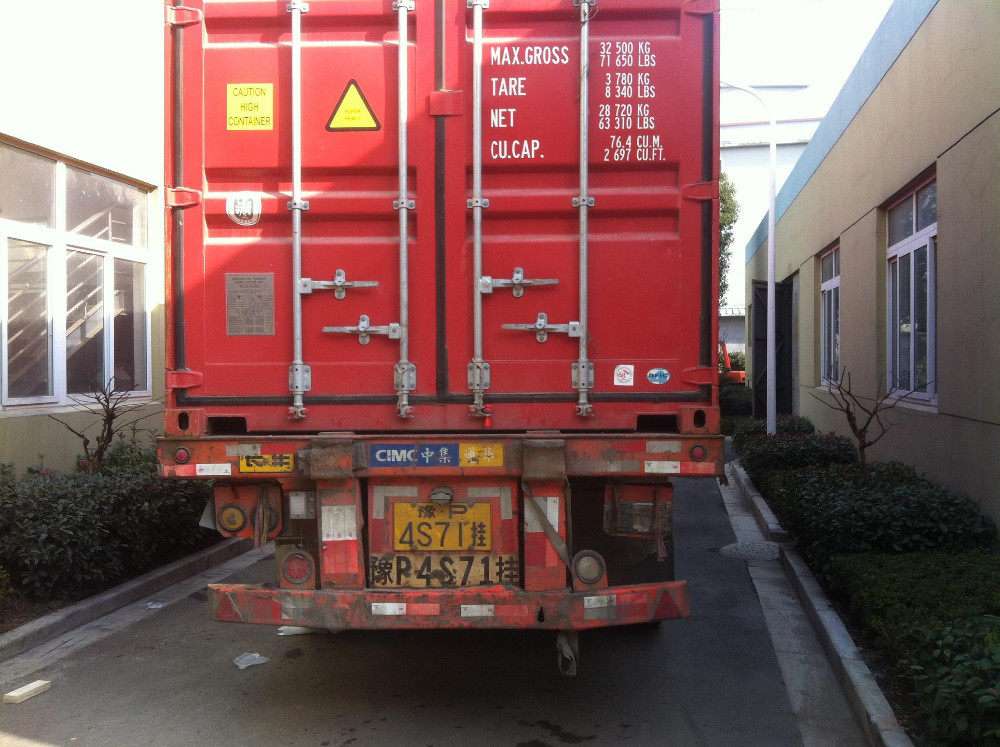 MAX.GROSS 32 500 KG
71 650 LBS
TARE 3 780 KG
8 340 LBS
NET 28 720 KG
63 310 LBS
CU.CAP. 76.4 CU.M.
2 697 CU.FT.
CAUTION
HIGH
CONTAINER
CIMC 中集
豫P
4S71挂
豫P4S71挂